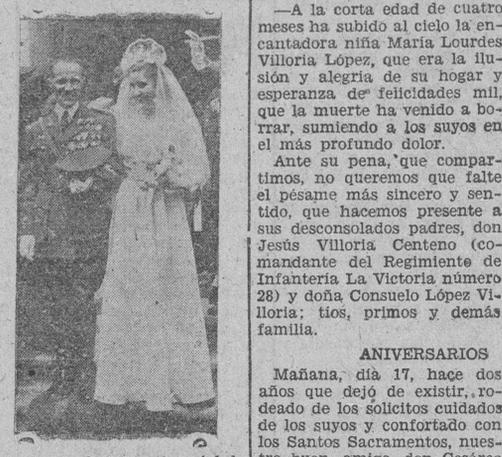 —A la corta edad de cuatro
meses ha subido al cielo la en-
cantadora niña María Lourdes
Villoria López, que era la ilu-
sión y alegría de su hogar y
esperanza de felicidades mil,
que la muerte ha venido a bo-
rrar, sumiendo a los suyos en
el más profundo dolor.
Ante su pena, que compar-
timos, no queremos que falte
el pésame más sincero y sen-
tido, que hacemos presente a
sus desconsolados padres, don
Jesús Villoria Centeno (co-
mandante del Regimiento de
Infantería La Victoria número
28) y doña Consuelo López Vi-
lloria; tíos, primos y demás
familia.
ANIVERSARIOS
Mañana, día 17, hace dos
años que dejó de existir, ro-
deado de los sólicitos cuidados
de los suyos y confortado con
los Santos Sacramentos, nues-